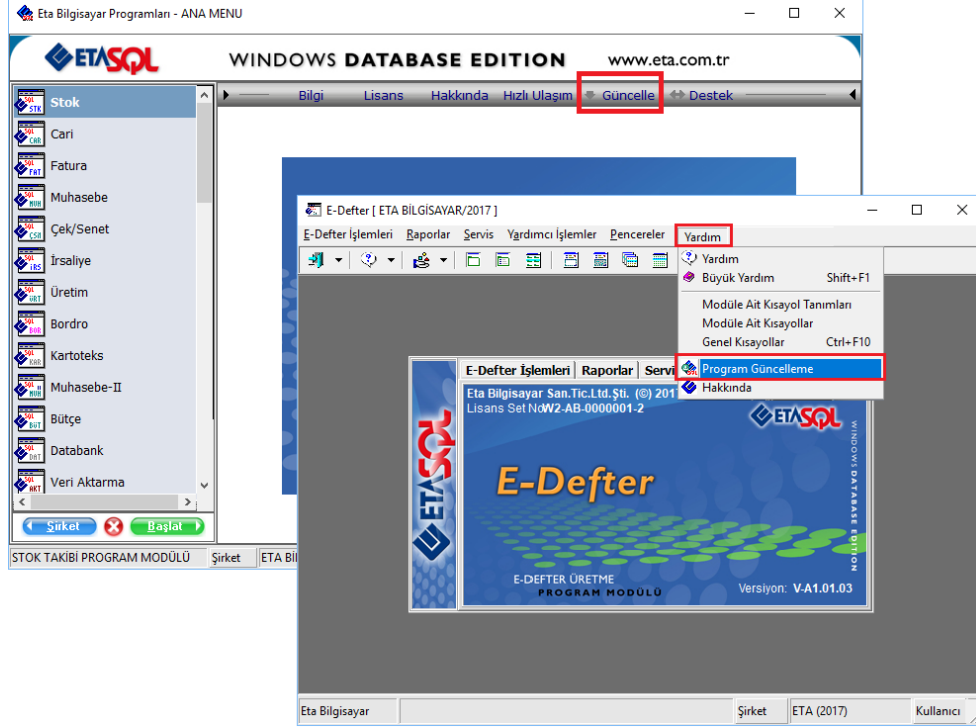 Eta Bilgisayar Programları - ANA MENU
ETASQL WINDOWS DATABASE EDITION www.eta.com.tr
Bilgi Lisans Hakkında Hızlı Ulaşım Güncelle Destek
Stok
Cari
Fatura
Muhasebe
Çek/Senet
İrsaliye
Üretim
Bordro
Kartoteks
Muhasebe-II
Bütçe
Databank
Veri Aktarma
Şirket Başlat
STOK TAKİBİ PROGRAM MODÜLÜ Şirket ETA Bİ
E-Defter [ ETA BİLGİSAYAR/2017 ]
E-Defter İşlemleri Raporlar Servis Yardımcı İşlemler Pencereler Yardım
Yardım
Büyük Yardım Shift+F1
Modüle Ait Kısayol Tanımları
Modüle Ait Kısayollar
Genel Kısayollar Ctrl+F10
Program Güncelleme
Hakkında
E-Defter İşlemleri Raporlar Servi
Eta Bilgisayar San.Tic.Ltd.Şti. (©) 201
Lisans Set No W2-AB-0000001-2
ETASQL
ETASQL
WINDOWS DATABASE EDITION
E-Defter
E-DEFTER ÜRETME
PROGRAM MODÜLÜ
Versiyon: V-A1.01.03
Eta Bilgisayar Şirket ETA (2017) Kullanıcı